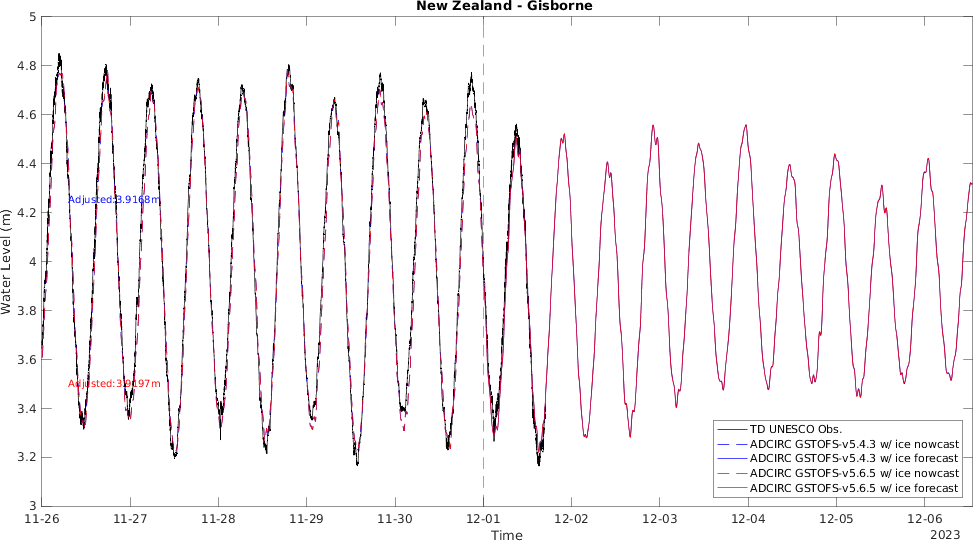 New Zealand - Gisborne
5
4.8
4.6
4.4
4.2
4
3.8
3.6
3.4
3.2
3
Water Level (m)
Adjusted:3.9168m
Adjusted:3.9197m
TD UNESCO Obs.
ADCIRC GSTOFS-v5.4.3 w/ ice nowcast
ADCIRC GSTOFS-v5.4.3 w/ ice forecast
ADCIRC GSTOFS-v5.6.5 w/ ice nowcast
ADCIRC GSTOFS-v5.6.5 w/ ice forecast
11-26 11-27 11-28 11-29 11-30 12-01 12-02 12-03 12-04 12-05 12-06
Time
2023